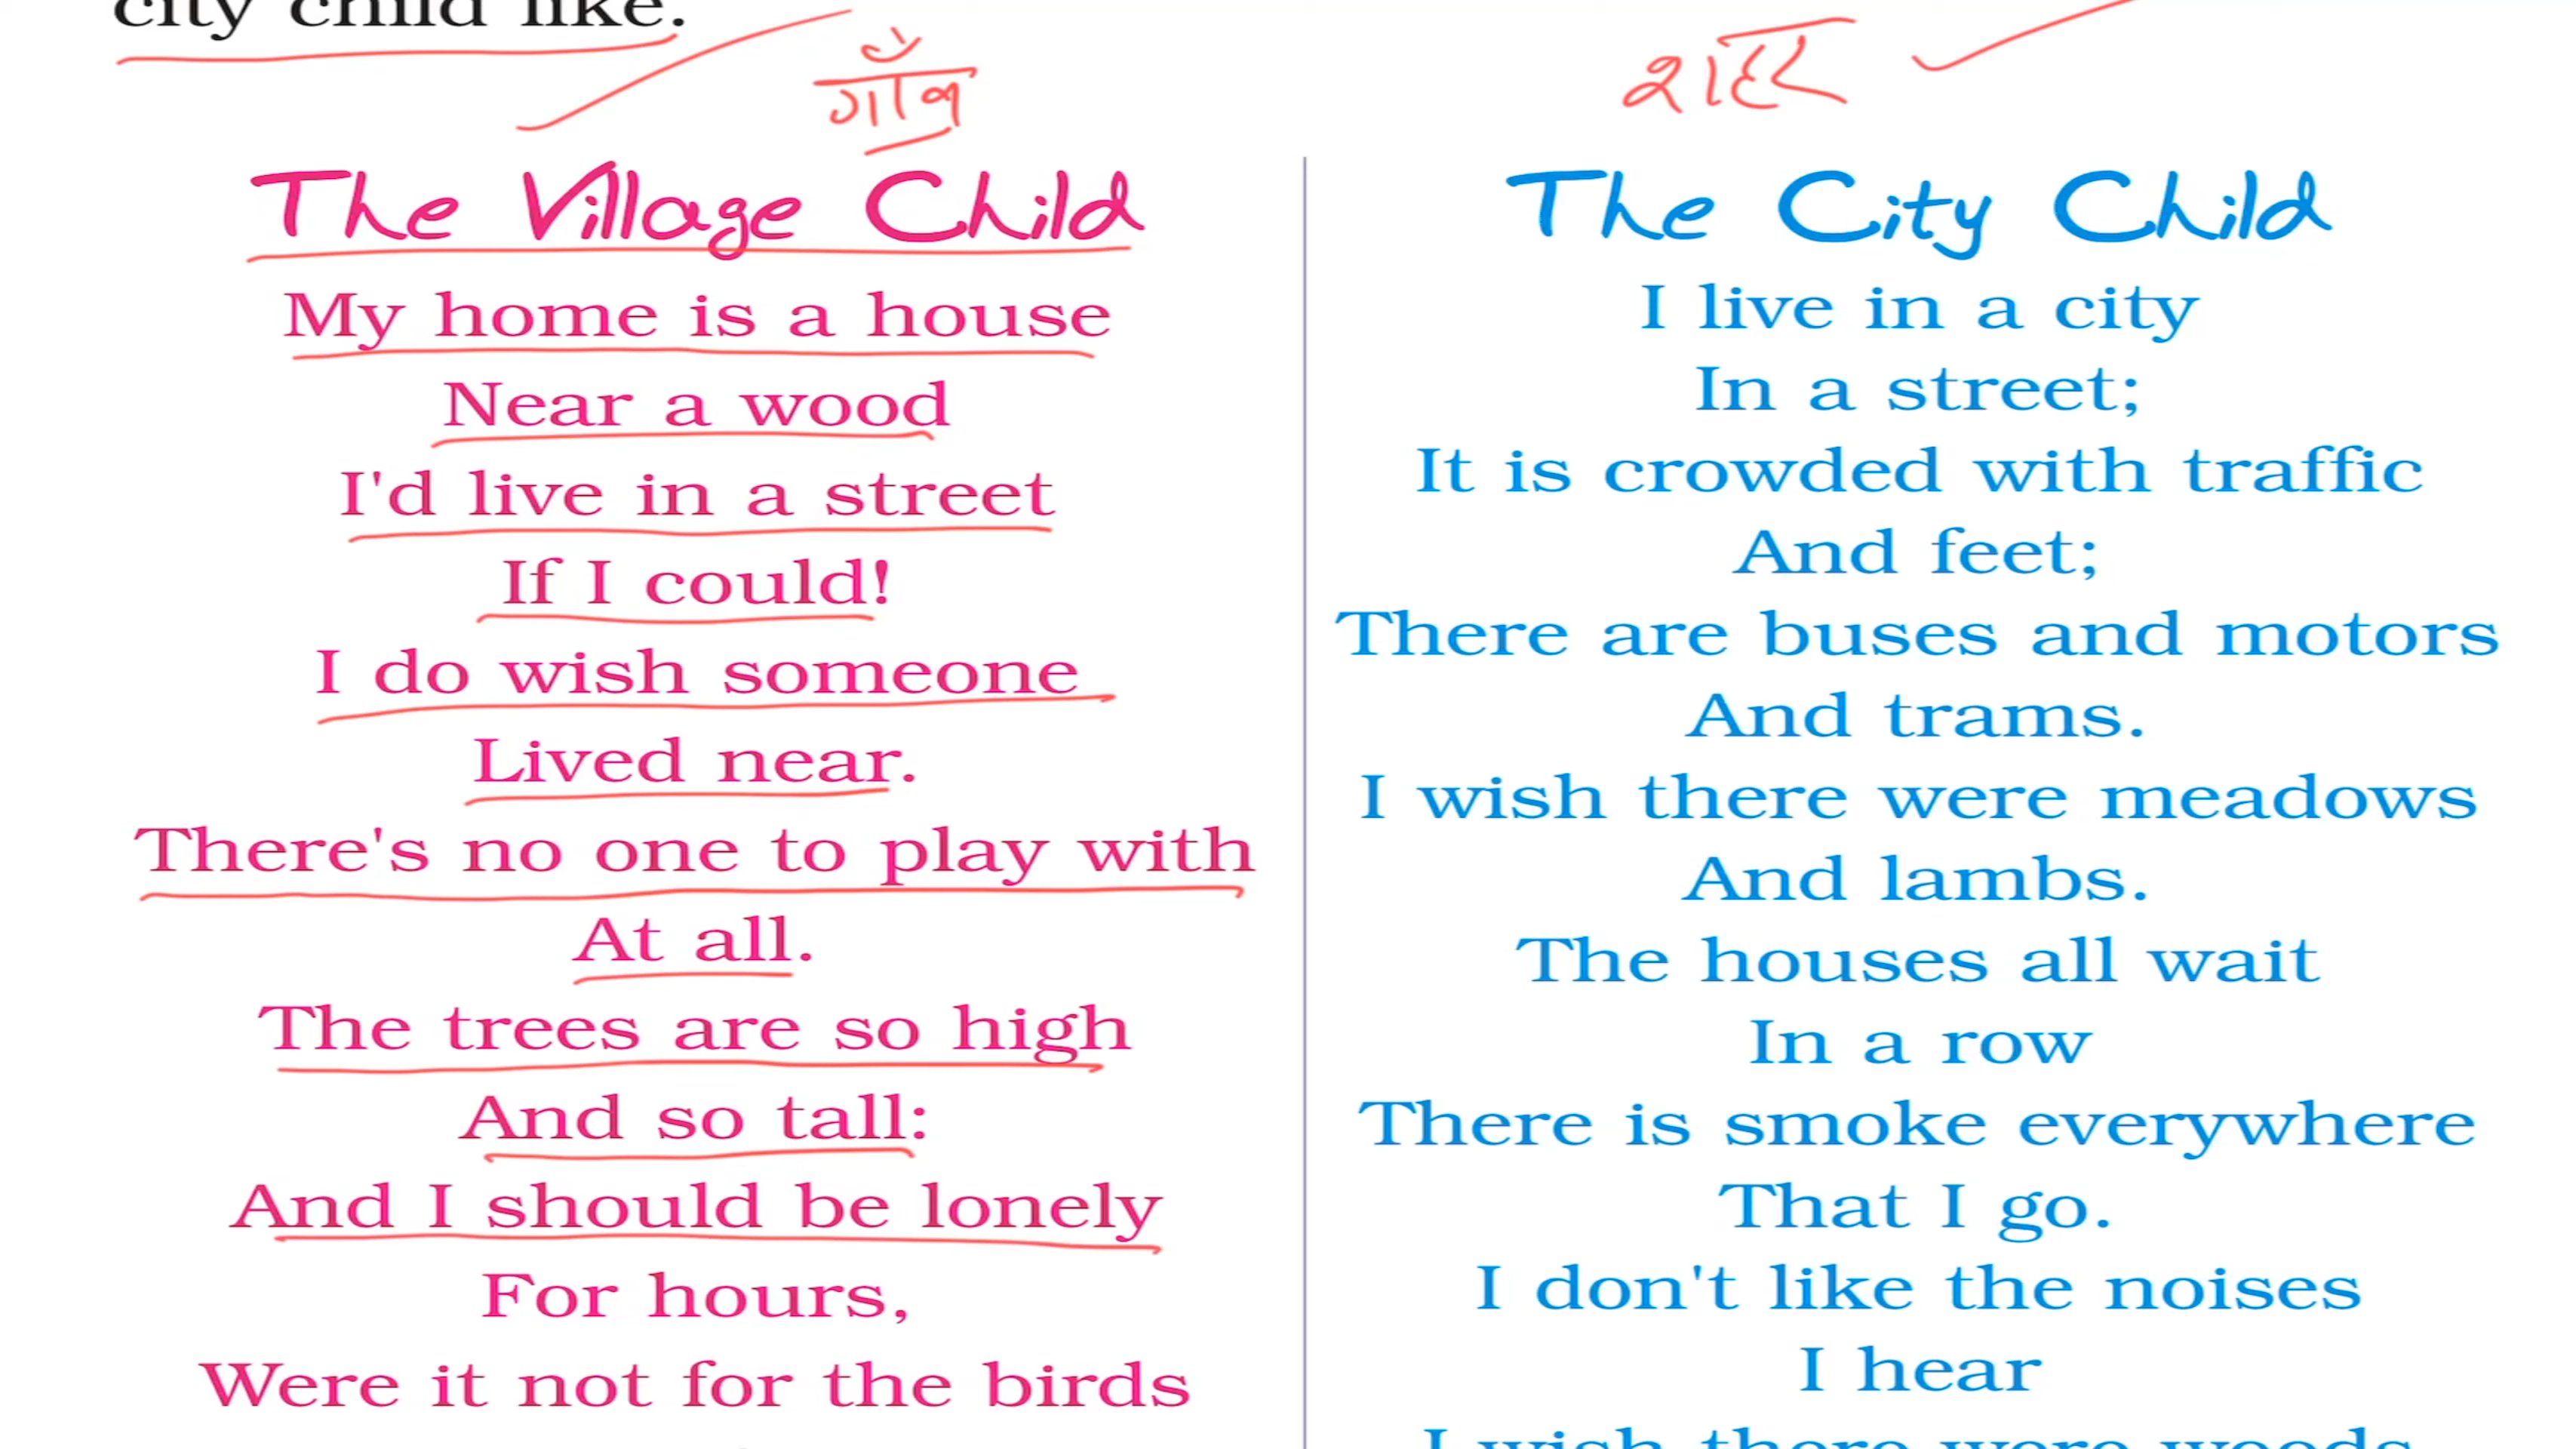 city child like.
गाँव
शहर
The Village Child
My home is a house
Near a wood
I'd live in a street
If I could!
I do wish someone
Lived near.
There's no one to play with
At all.
The trees are so high
And so tall:
And I should be lonely
For hours,
Were it not for the birds
The City Child
I live in a city
In a street;
It is crowded with traffic
And feet;
There are buses and motors
And trams.
I wish there were meadows
And lambs.
The houses all wait
In a row
There is smoke everywhere
That I go.
I don't like the noises
I hear
I wish there were woods